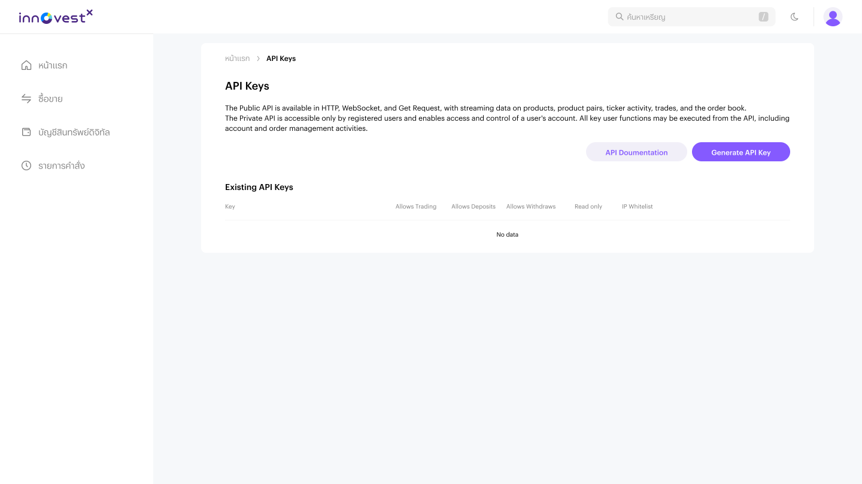 innovestx
ค้นหาเหรียญ
/
หน้าแรก
ซื้อขาย
บัญชีสินทรัพย์ดิจิทัล
รายการคำสั่ง
หน้าแรก > API Keys
API Keys
The Public API is available in HTTP, WebSocket, and Get Request, with streaming data on products, product pairs, ticker activity, trades, and the order book.
The Private API is accessible only by registered users and enables access and control of a user's account. All key user functions may be executed from the API, including
account and order management activities.
API Doumentation
Generate API Key
Existing API Keys
Key Allows Trading Allows Deposits Allows Withdraws Read only IP Whitelist
No data